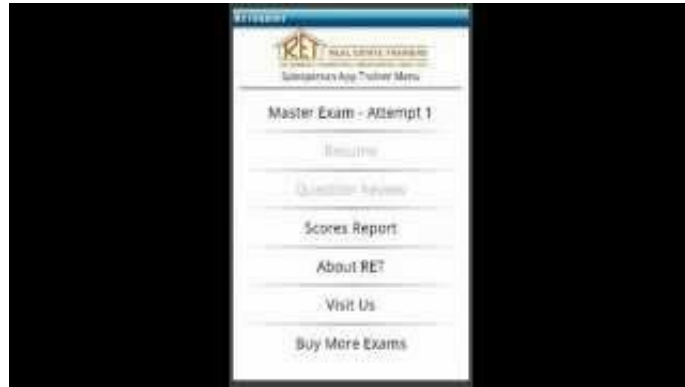 RET REAL ESTATE TRAINERS
Salesperson App Trainer Menu
Master Exam - Attempt 1
Resume
Question Review
Scores Report
About RET
Visit Us
Buy More Exams